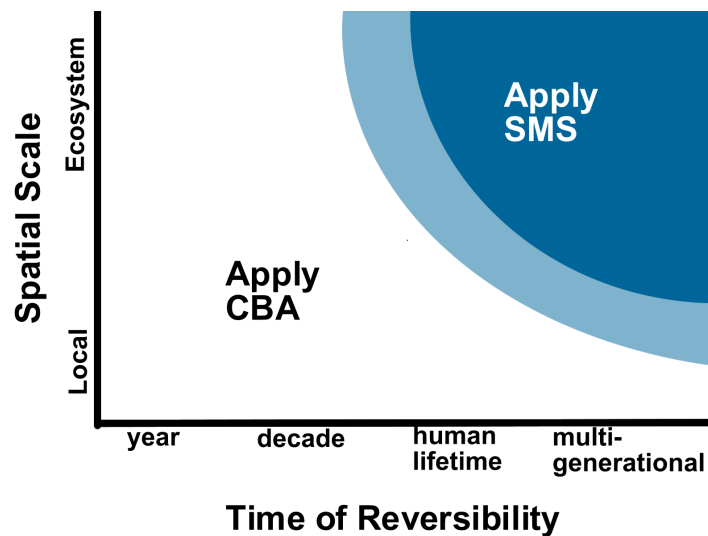 Spatial Scale
Ecosystem
Local
Apply
SMS
Apply
CBA
year
decade
human
lifetime
multi-
generational
Time of Reversibility